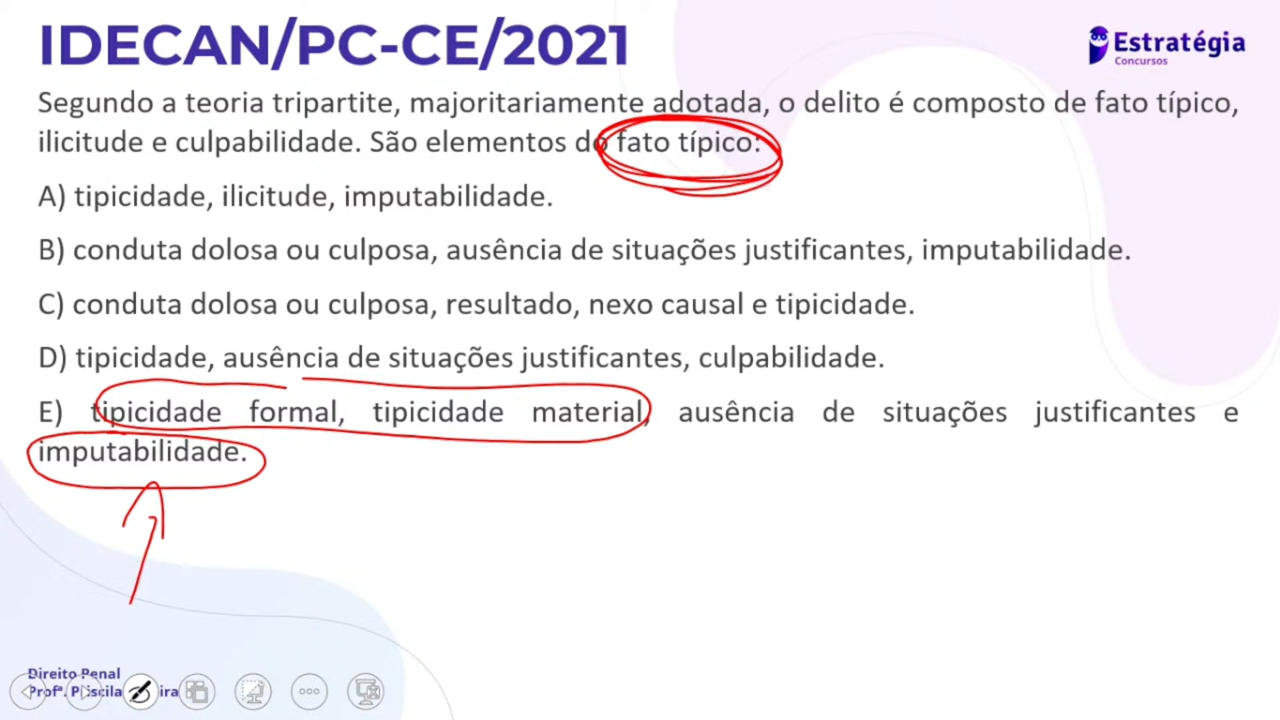 IDECAN/PC-CE/2021
Estratégia
Concursos
Segundo a teoria tripartite, majoritariamente adotada, o delito é composto de fato típico,
ilicitude e culpabilidade. São elementos do fato típico:
A) tipicidade, ilicitude, imputabilidade.
B) conduta dolosa ou culposa, ausência de situações justificantes, imputabilidade.
C) conduta dolosa ou culposa, resultado, nexo causal e tipicidade.
D) tipicidade, ausência de situações justificantes, culpabilidade.
E) tipicidade formal, tipicidade material, ausência de situações justificantes e
imputabilidade.
Direito Penal
Profª. Priscila